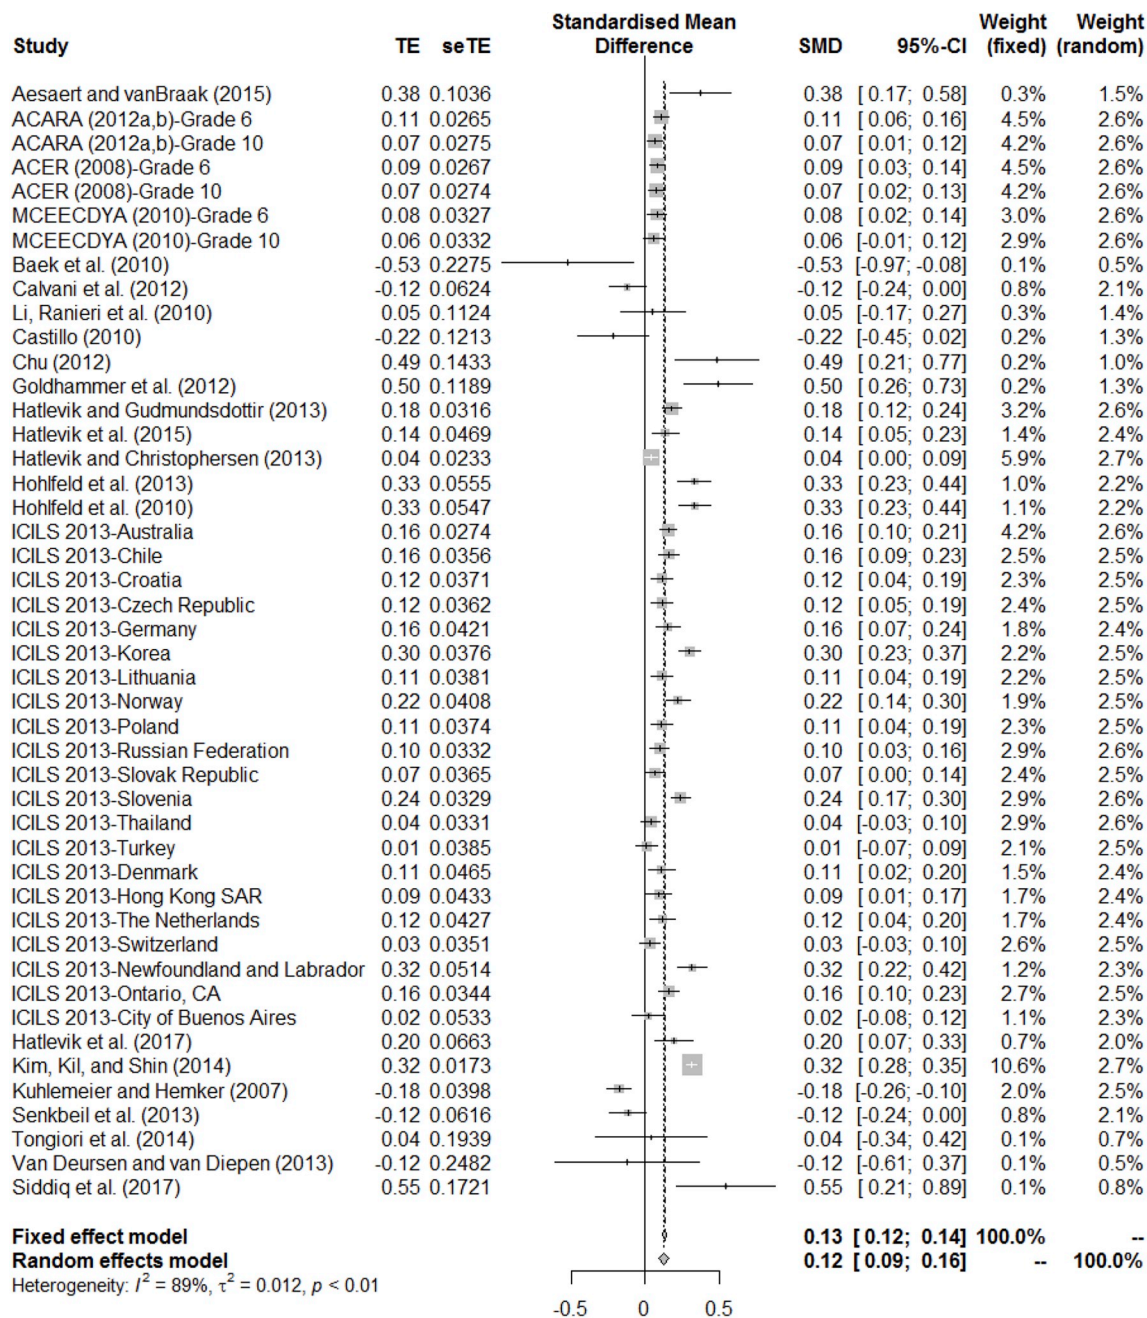 Standardised Mean Weight Weight
Study TE seTE Difference SMD 95%-CI (fixed) (random)
Aesaert and vanBraak (2015) 0.38 0.1036 0.38 [ 0.17; 0.58] 0.3% 1.5%
ACARA (2012a,b)-Grade 6 0.11 0.0265 0.11 [ 0.06; 0.16] 4.5% 2.6%
ACARA (2012a,b)-Grade 10 0.07 0.0275 0.07 [ 0.01; 0.12] 4.2% 2.6%
ACER (2008)-Grade 6 0.09 0.0267 0.09 [ 0.03; 0.14] 4.5% 2.6%
ACER (2008)-Grade 10 0.07 0.0274 0.07 [ 0.02; 0.13] 4.2% 2.6%
MCEECDYA (2010)-Grade 6 0.08 0.0327 0.08 [ 0.02; 0.14] 3.0% 2.6%
MCEECDYA (2010)-Grade 10 0.06 0.0332 0.06 [-0.01; 0.12] 2.9% 2.6%
Baek et al. (2010) -0.53 0.2275 -0.53 [-0.97; -0.08] 0.1% 0.5%
Calvani et al. (2012) -0.12 0.0624 -0.12 [-0.24; 0.00] 0.8% 2.1%
Li, Ranieri et al. (2010) 0.05 0.1124 0.05 [-0.17; 0.27] 0.3% 1.4%
Castillo (2010) -0.22 0.1213 -0.22 [-0.45; 0.02] 0.2% 1.3%
Chu (2012) 0.49 0.1433 0.49 [ 0.21; 0.77] 0.2% 1.0%
Goldhammer et al. (2012) 0.50 0.1189 0.50 [ 0.26; 0.73] 0.2% 1.3%
Hatlevik and Gudmundsdottir (2013) 0.18 0.0316 0.18 [ 0.12; 0.24] 3.2% 2.6%
Hatlevik et al. (2015) 0.14 0.0469 0.14 [ 0.05; 0.23] 1.4% 2.4%
Hatlevik and Christophersen (2013) 0.04 0.0233 0.04 [ 0.00; 0.09] 5.9% 2.7%
Hohlfeld et al. (2013) 0.33 0.0555 0.33 [ 0.23; 0.44] 1.0% 2.2%
Hohlfeld et al. (2010) 0.33 0.0547 0.33 [ 0.23; 0.44] 1.1% 2.2%
ICILS 2013-Australia 0.16 0.0274 0.16 [ 0.10; 0.21] 4.2% 2.6%
ICILS 2013-Chile 0.16 0.0356 0.16 [ 0.09; 0.23] 2.5% 2.5%
ICILS 2013-Croatia 0.12 0.0371 0.12 [ 0.04; 0.19] 2.3% 2.5%
ICILS 2013-Czech Republic 0.12 0.0362 0.12 [ 0.05; 0.19] 2.4% 2.5%
ICILS 2013-Germany 0.16 0.0421 0.16 [ 0.07; 0.24] 1.8% 2.4%
ICILS 2013-Korea 0.30 0.0376 0.30 [ 0.23; 0.37] 2.2% 2.5%
ICILS 2013-Lithuania 0.11 0.0381 0.11 [ 0.04; 0.19] 2.2% 2.5%
ICILS 2013-Norway 0.22 0.0408 0.22 [ 0.14; 0.30] 1.9% 2.4%
ICILS 2013-Poland 0.11 0.0374 0.11 [ 0.04; 0.19] 2.3% 2.5%
ICILS 2013-Russian Federation 0.10 0.0332 0.10 [ 0.03; 0.16] 2.9% 2.6%
ICILS 2013-Slovak Republic 0.07 0.0365 0.07 [ 0.00; 0.14] 2.4% 2.5%
ICILS 2013-Slovenia 0.24 0.0329 0.24 [ 0.17; 0.30] 2.9% 2.6%
ICILS 2013-Thailand 0.04 0.0331 0.04 [-0.03; 0.10] 2.9% 2.6%
ICILS 2013-Turkey 0.01 0.0385 0.01 [-0.07; 0.09] 2.1% 2.5%
ICILS 2013-Denmark 0.11 0.0465 0.11 [ 0.02; 0.20] 1.5% 2.4%
ICILS 2013-Hong Kong SAR 0.09 0.0433 0.09 [ 0.01; 0.17] 1.7% 2.4%
ICILS 2013-The Netherlands 0.12 0.0427 0.12 [ 0.04; 0.20] 1.7% 2.4%
ICILS 2013-Switzerland 0.03 0.0351 0.03 [-0.03; 0.10] 2.6% 2.5%
ICILS 2013-Newfoundland and Labrador 0.32 0.0514 0.32 [ 0.22; 0.42] 1.2% 2.3%
ICILS 2013-Ontario, CA 0.16 0.0344 0.16 [ 0.10; 0.23] 2.7% 2.5%
ICILS 2013-City of Buenos Aires 0.02 0.0533 0.02 [-0.08; 0.12] 1.1% 2.3%
Hatlevik et al. (2017) 0.20 0.0663 0.20 [ 0.07; 0.33] 0.7% 2.0%
Kim, Kil, and Shin (2014) 0.32 0.0173 0.32 [ 0.28; 0.35] 10.6% 2.7%
Kuhlemeier and Hemker (2007) -0.18 0.0398 -0.18 [-0.26; -0.10] 2.0% 2.5%
Senkbeil et al. (2013) -0.12 0.0616 -0.12 [-0.24; 0.00] 0.8% 2.1%
Tongiori et al. (2014) 0.04 0.1939 0.04 [-0.34; 0.42] 0.1% 0.7%
Van Deursen and van Diepen (2013) -0.12 0.2482 -0.12 [-0.61; 0.37] 0.1% 0.5%
Siddiq et al. (2017) 0.55 0.1721 0.55 [ 0.21; 0.89] 0.1% 0.8%
Fixed effect model 0.13 [ 0.12; 0.14] 100.0% --
Random effects model 0.12 [ 0.09; 0.16] -- 100.0%
Heterogeneity: I² = 89%, τ² = 0.012, p < 0.01
-0.5 0 0.5